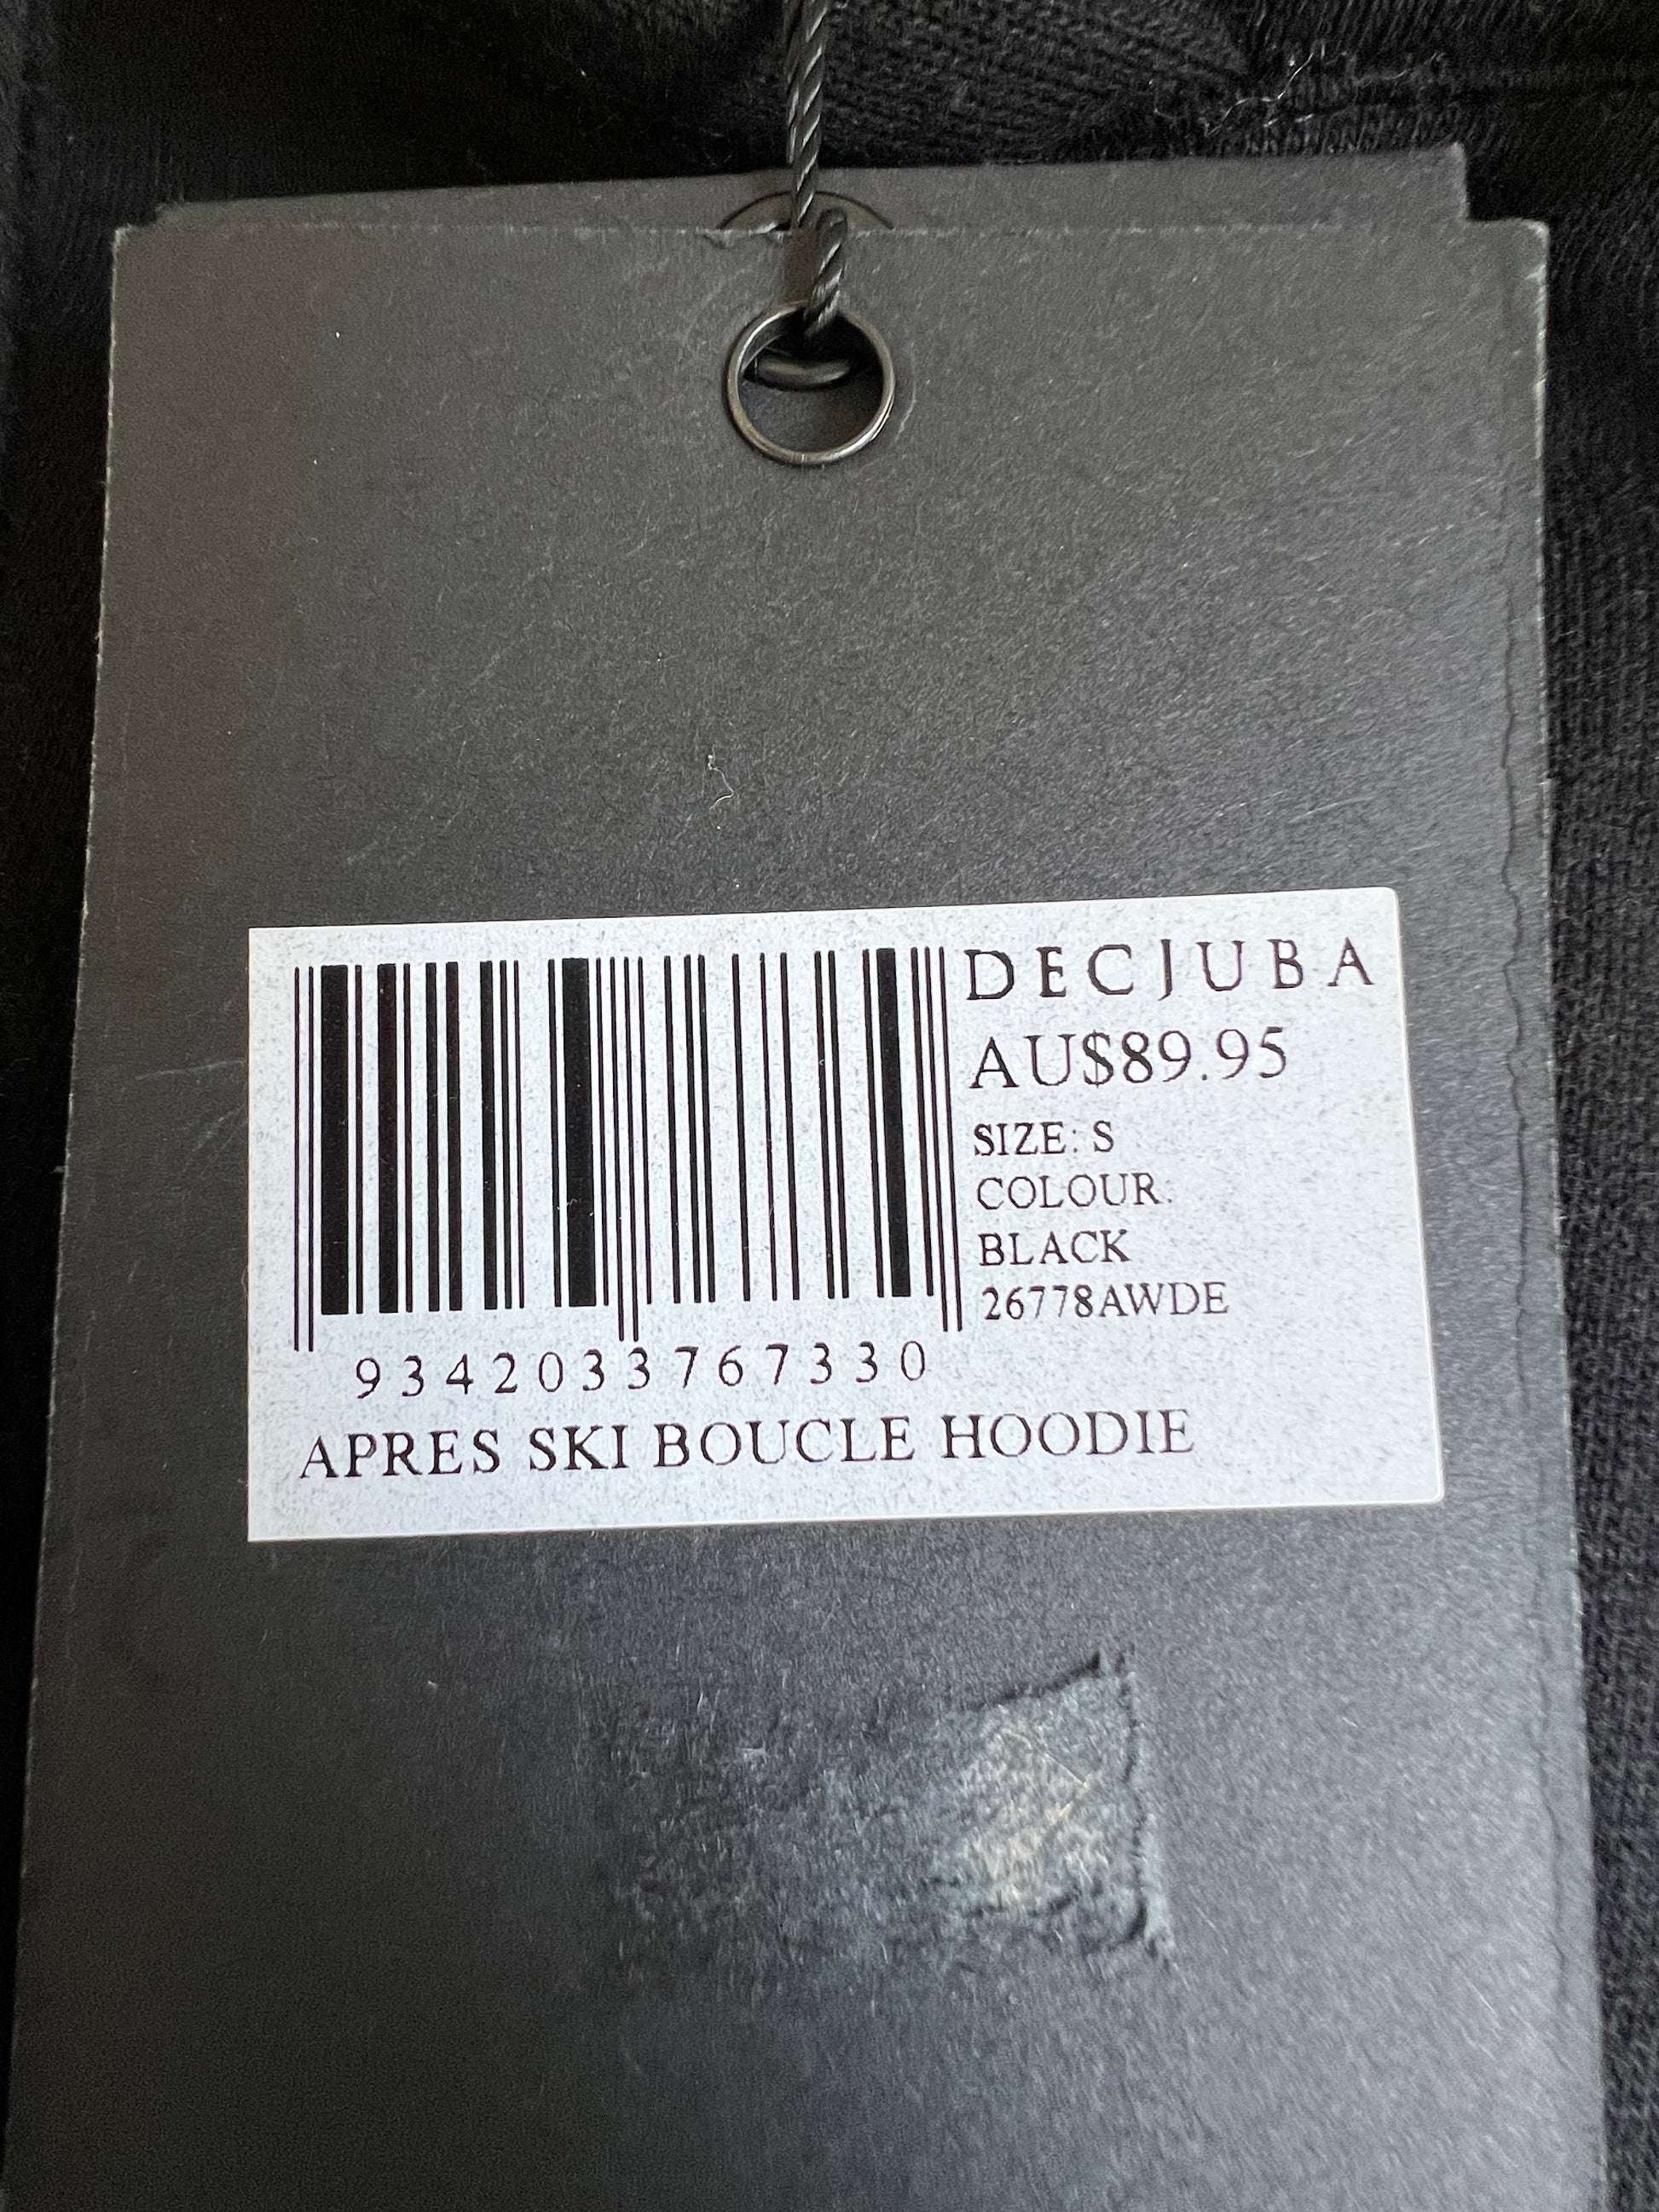 DECJUBA
AU$89.95
SIZE: S
COLOUR:
BLACK
26778AWDE
9342033767330
APRES SKI BOUCLE HOODIE